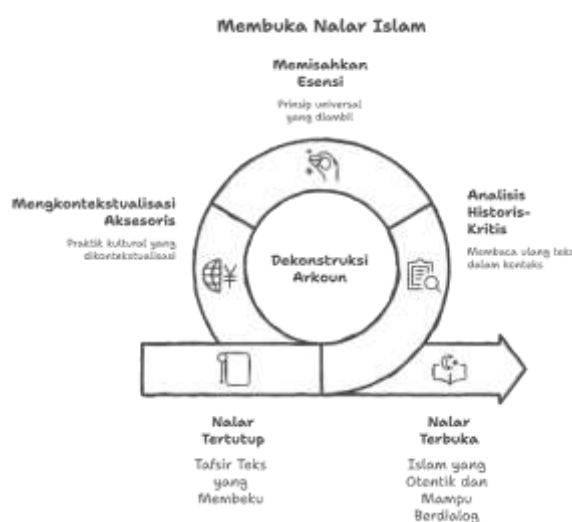 Membuka Nalar Islam
Memisahkan
Esensi
Prinsip universal
yang diambil
Mengkontekstualisasi
Aksesoris
Praktik kultural yang
dikontekstualisasi
Analisis
Historis-
Kritis
Membaca ulang teks
dalam konteks
Dekonstruksi
Arkoun
Nalar
Tertutup
Tafsir Teks
yang
Membeku
Nalar
Terbuka
Islam yang
Otentik dan
Mampu
Berdialog